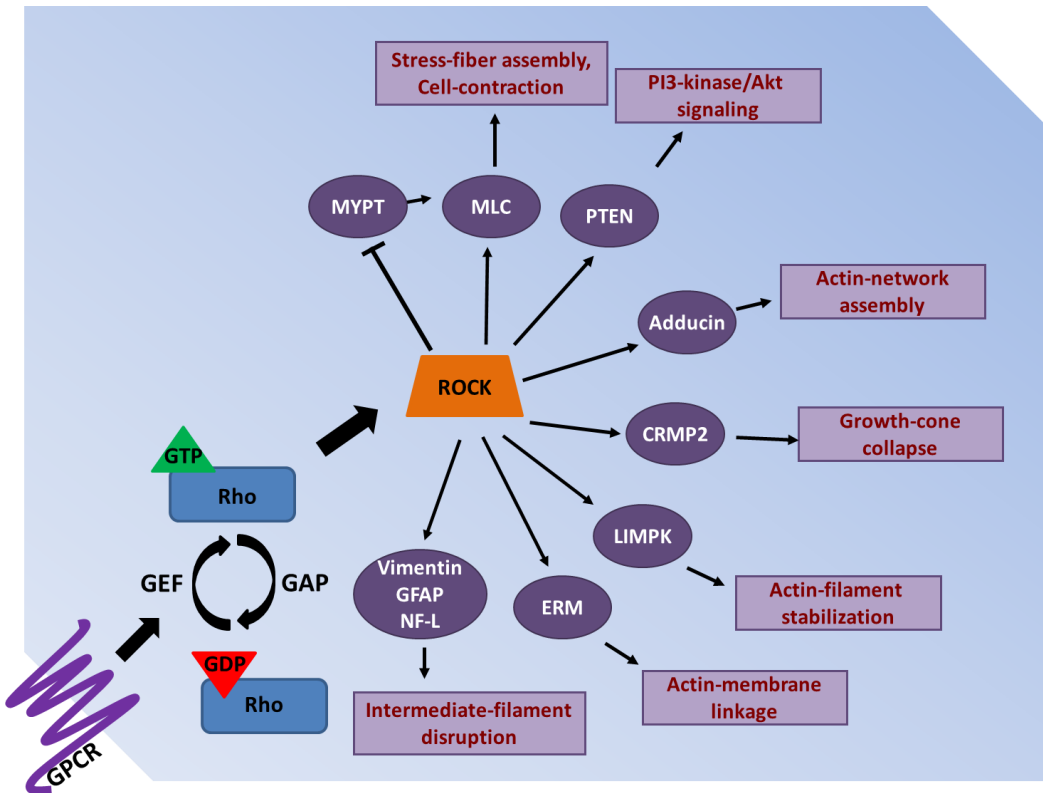 Stress-fiber assembly,
Cell-contraction
PI3-kinase/Akt
signaling
MYPT
MLC
PTEN
Actin-network
assembly
Adducin
ROCK
Growth-cone
collapse
CRMP2
GTP
Rho
LIMPK
GEF
GAP
Vimentin
GFAP
NF-L
ERM
Actin-filament
stabilization
GDP
Rho
Actin-membrane
linkage
Intermediate-filament
disruption
GPCR